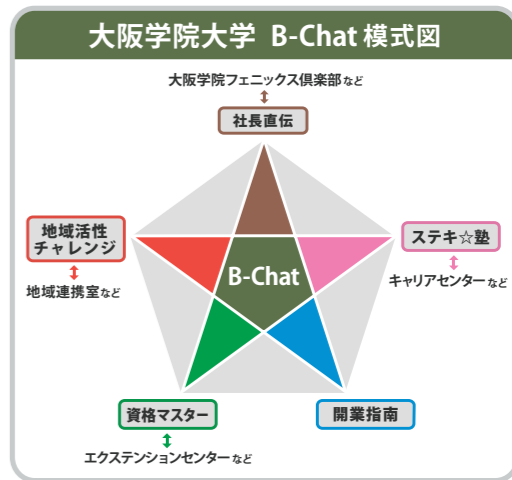 大阪学院大学 B-Chat 模式図
大阪学院フェニックス倶楽部など
社長直伝
地域活性
チャレンジ
地域連携室など
ステキ☆塾
キャリアセンターなど
B-Chat
資格マスター
エクステンションセンターなど
開業指南